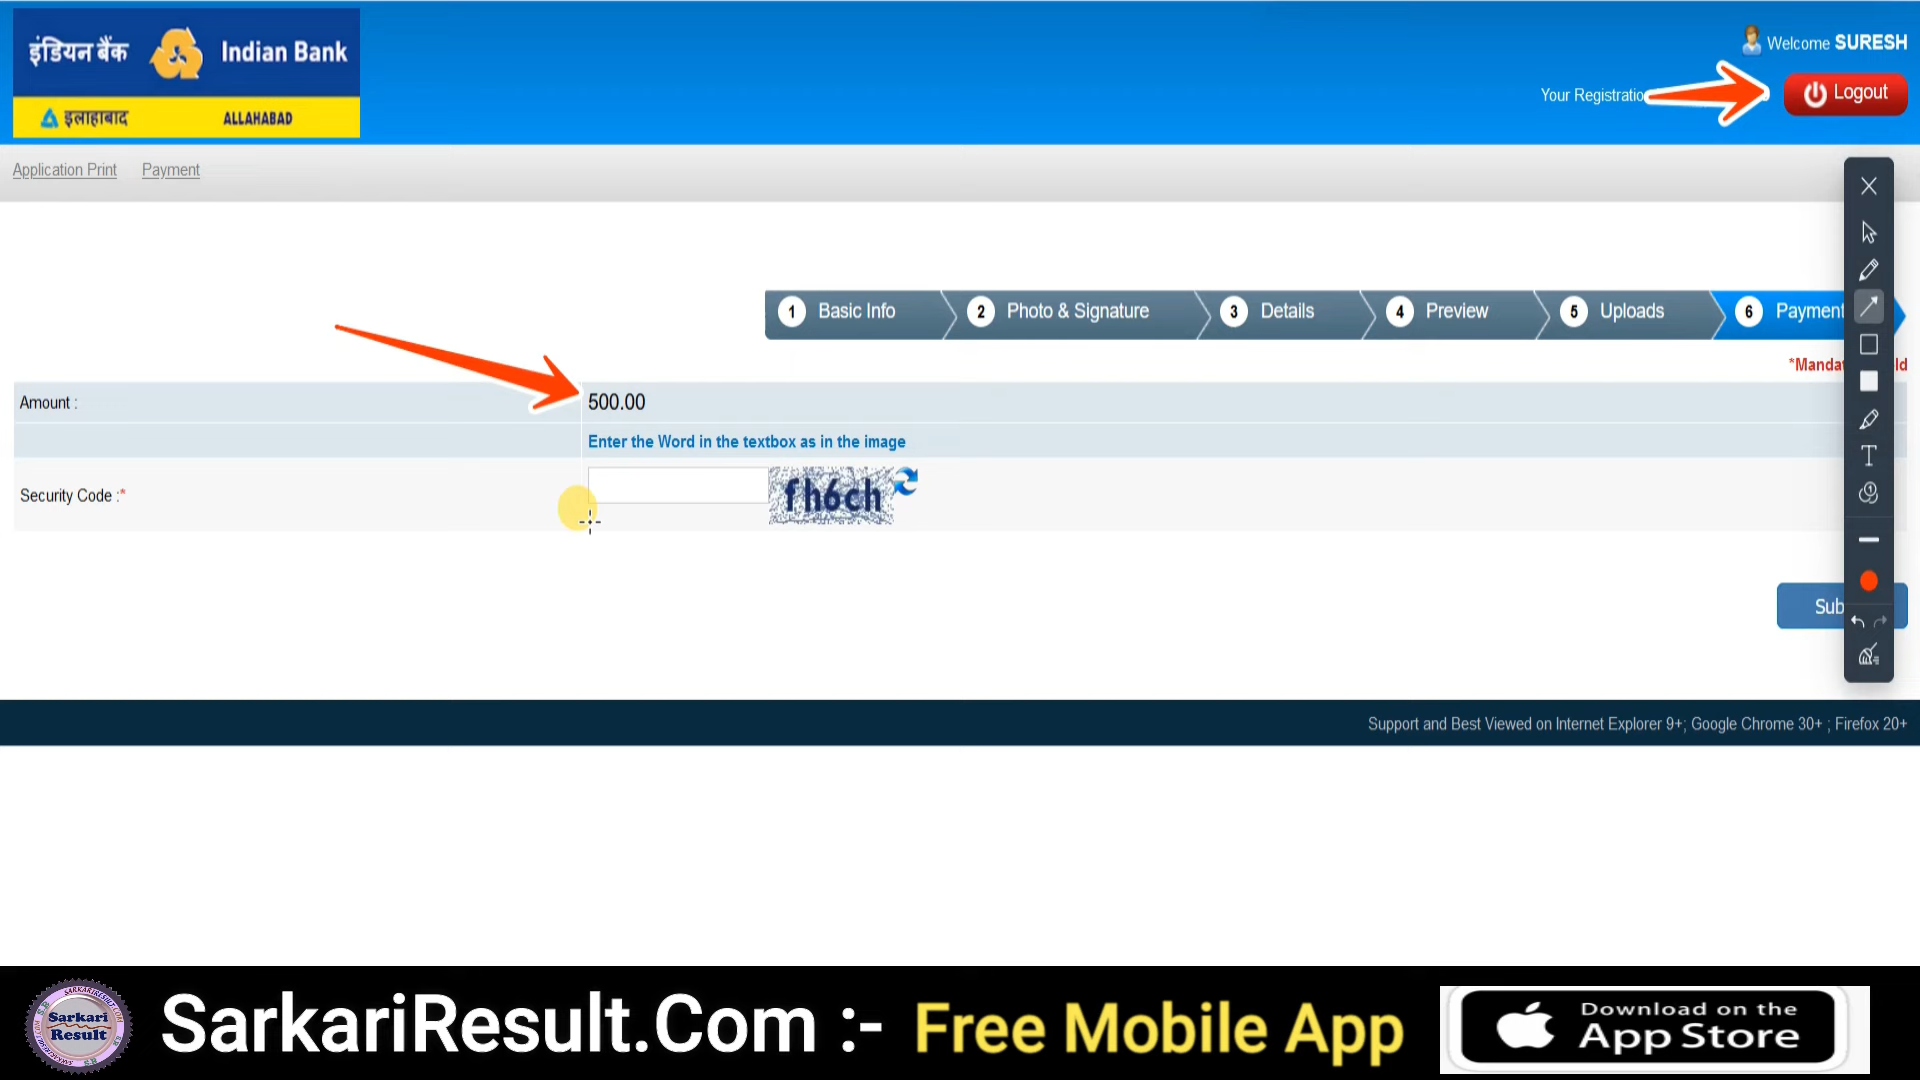 इंडियन बैंक Indian Bank
इलाहाबाद ALLAHABAD
Welcome SURESH
Your Registratio
Logout
Application Print Payment
1 Basic Info 2 Photo & Signature 3 Details 4 Preview 5 Uploads 6 Payment
*Manda ld
Amount : 500.00
Enter the Word in the textbox as in the image
Security Code :* fh6ch
Sub
Support and Best Viewed on Internet Explorer 9+; Google Chrome 30+ ; Firefox 20+
Sarkari
Result
SarkariResult.Com :- Free Mobile App
Download on the
App Store